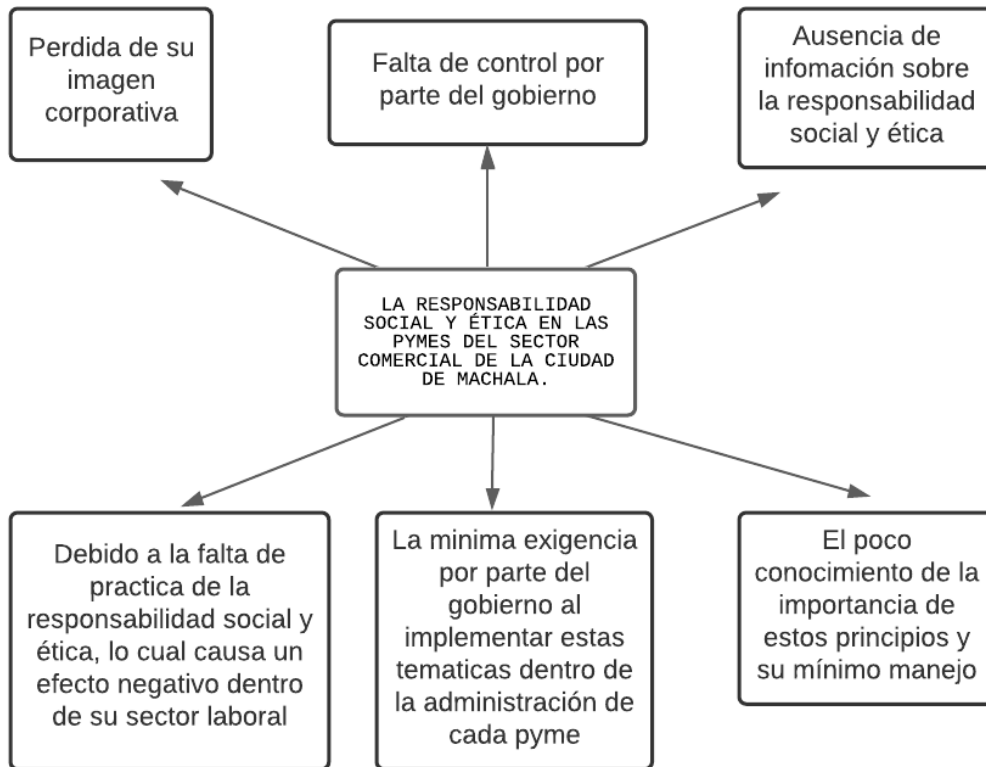 Perdida de su
imagen
corporativa
Falta de control por
parte del gobierno
Ausencia de
infomación sobre
la responsabilidad
social y ética
LA RESPONSABILIDAD
SOCIAL Y ÉTICA EN LAS
PYMES DEL SECTOR
COMERCIAL DE LA CIUDAD
DE MACHALA.
Debido a la falta de
practica de la
responsabilidad social y
ética, lo cual causa un
efecto negativo dentro
de su sector laboral
La minima exigencia
por parte del
gobierno al
implementar estas
tematicas dentro de
la administración de
cada pyme
El poco
conocimiento de la
importancia de
estos principios y
su mínimo manejo